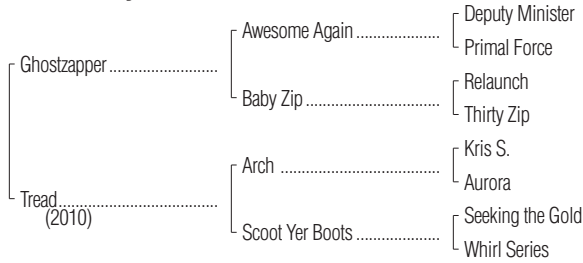 Deputy Minister
Awesome Again
Primal Force
Ghostzapper
Relaunch
Baby Zip
Thirty Zip
Kris S.
Arch
Aurora
Tread
(2010)
Seeking the Gold
Scoot Yer Boots
Whirl Series